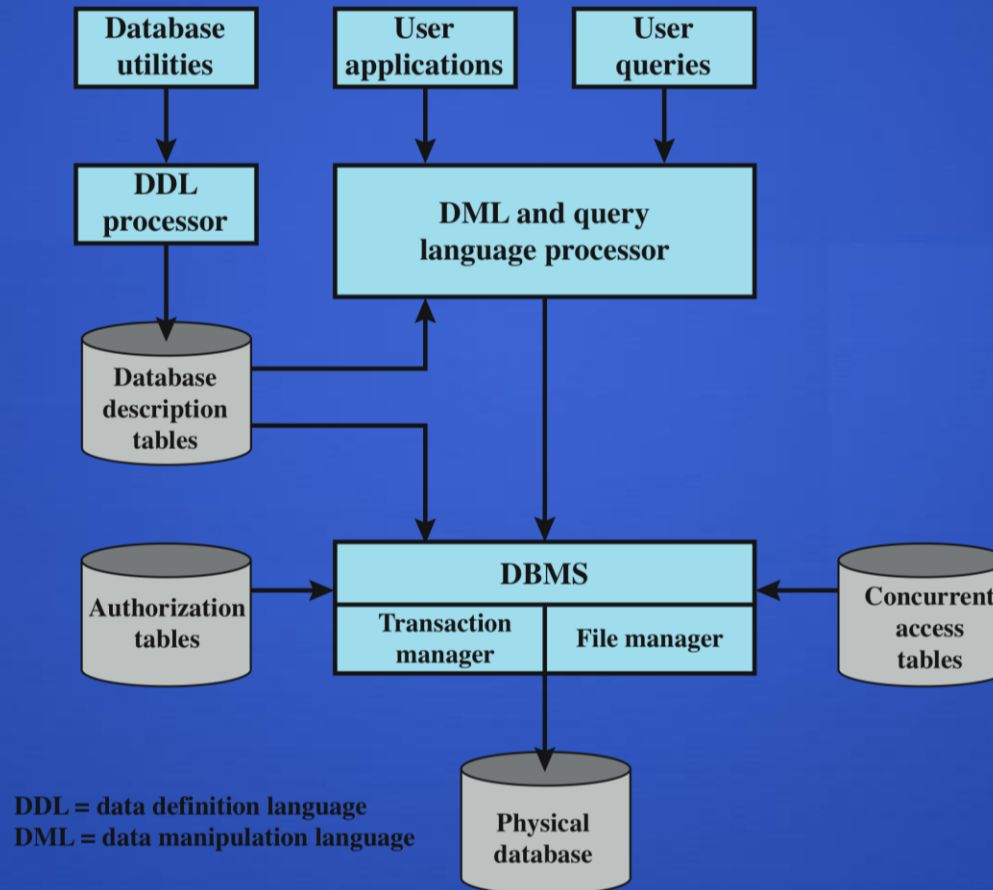 Database
utilities
User
applications
User
queries
DDL
processor
DML and query
language processor
Database
description
tables
DBMS
Authorization
tables
Transaction
manager
File manager
Concurrent
access
tables
DDL = data definition language
DML = data manipulation language
Physical
database